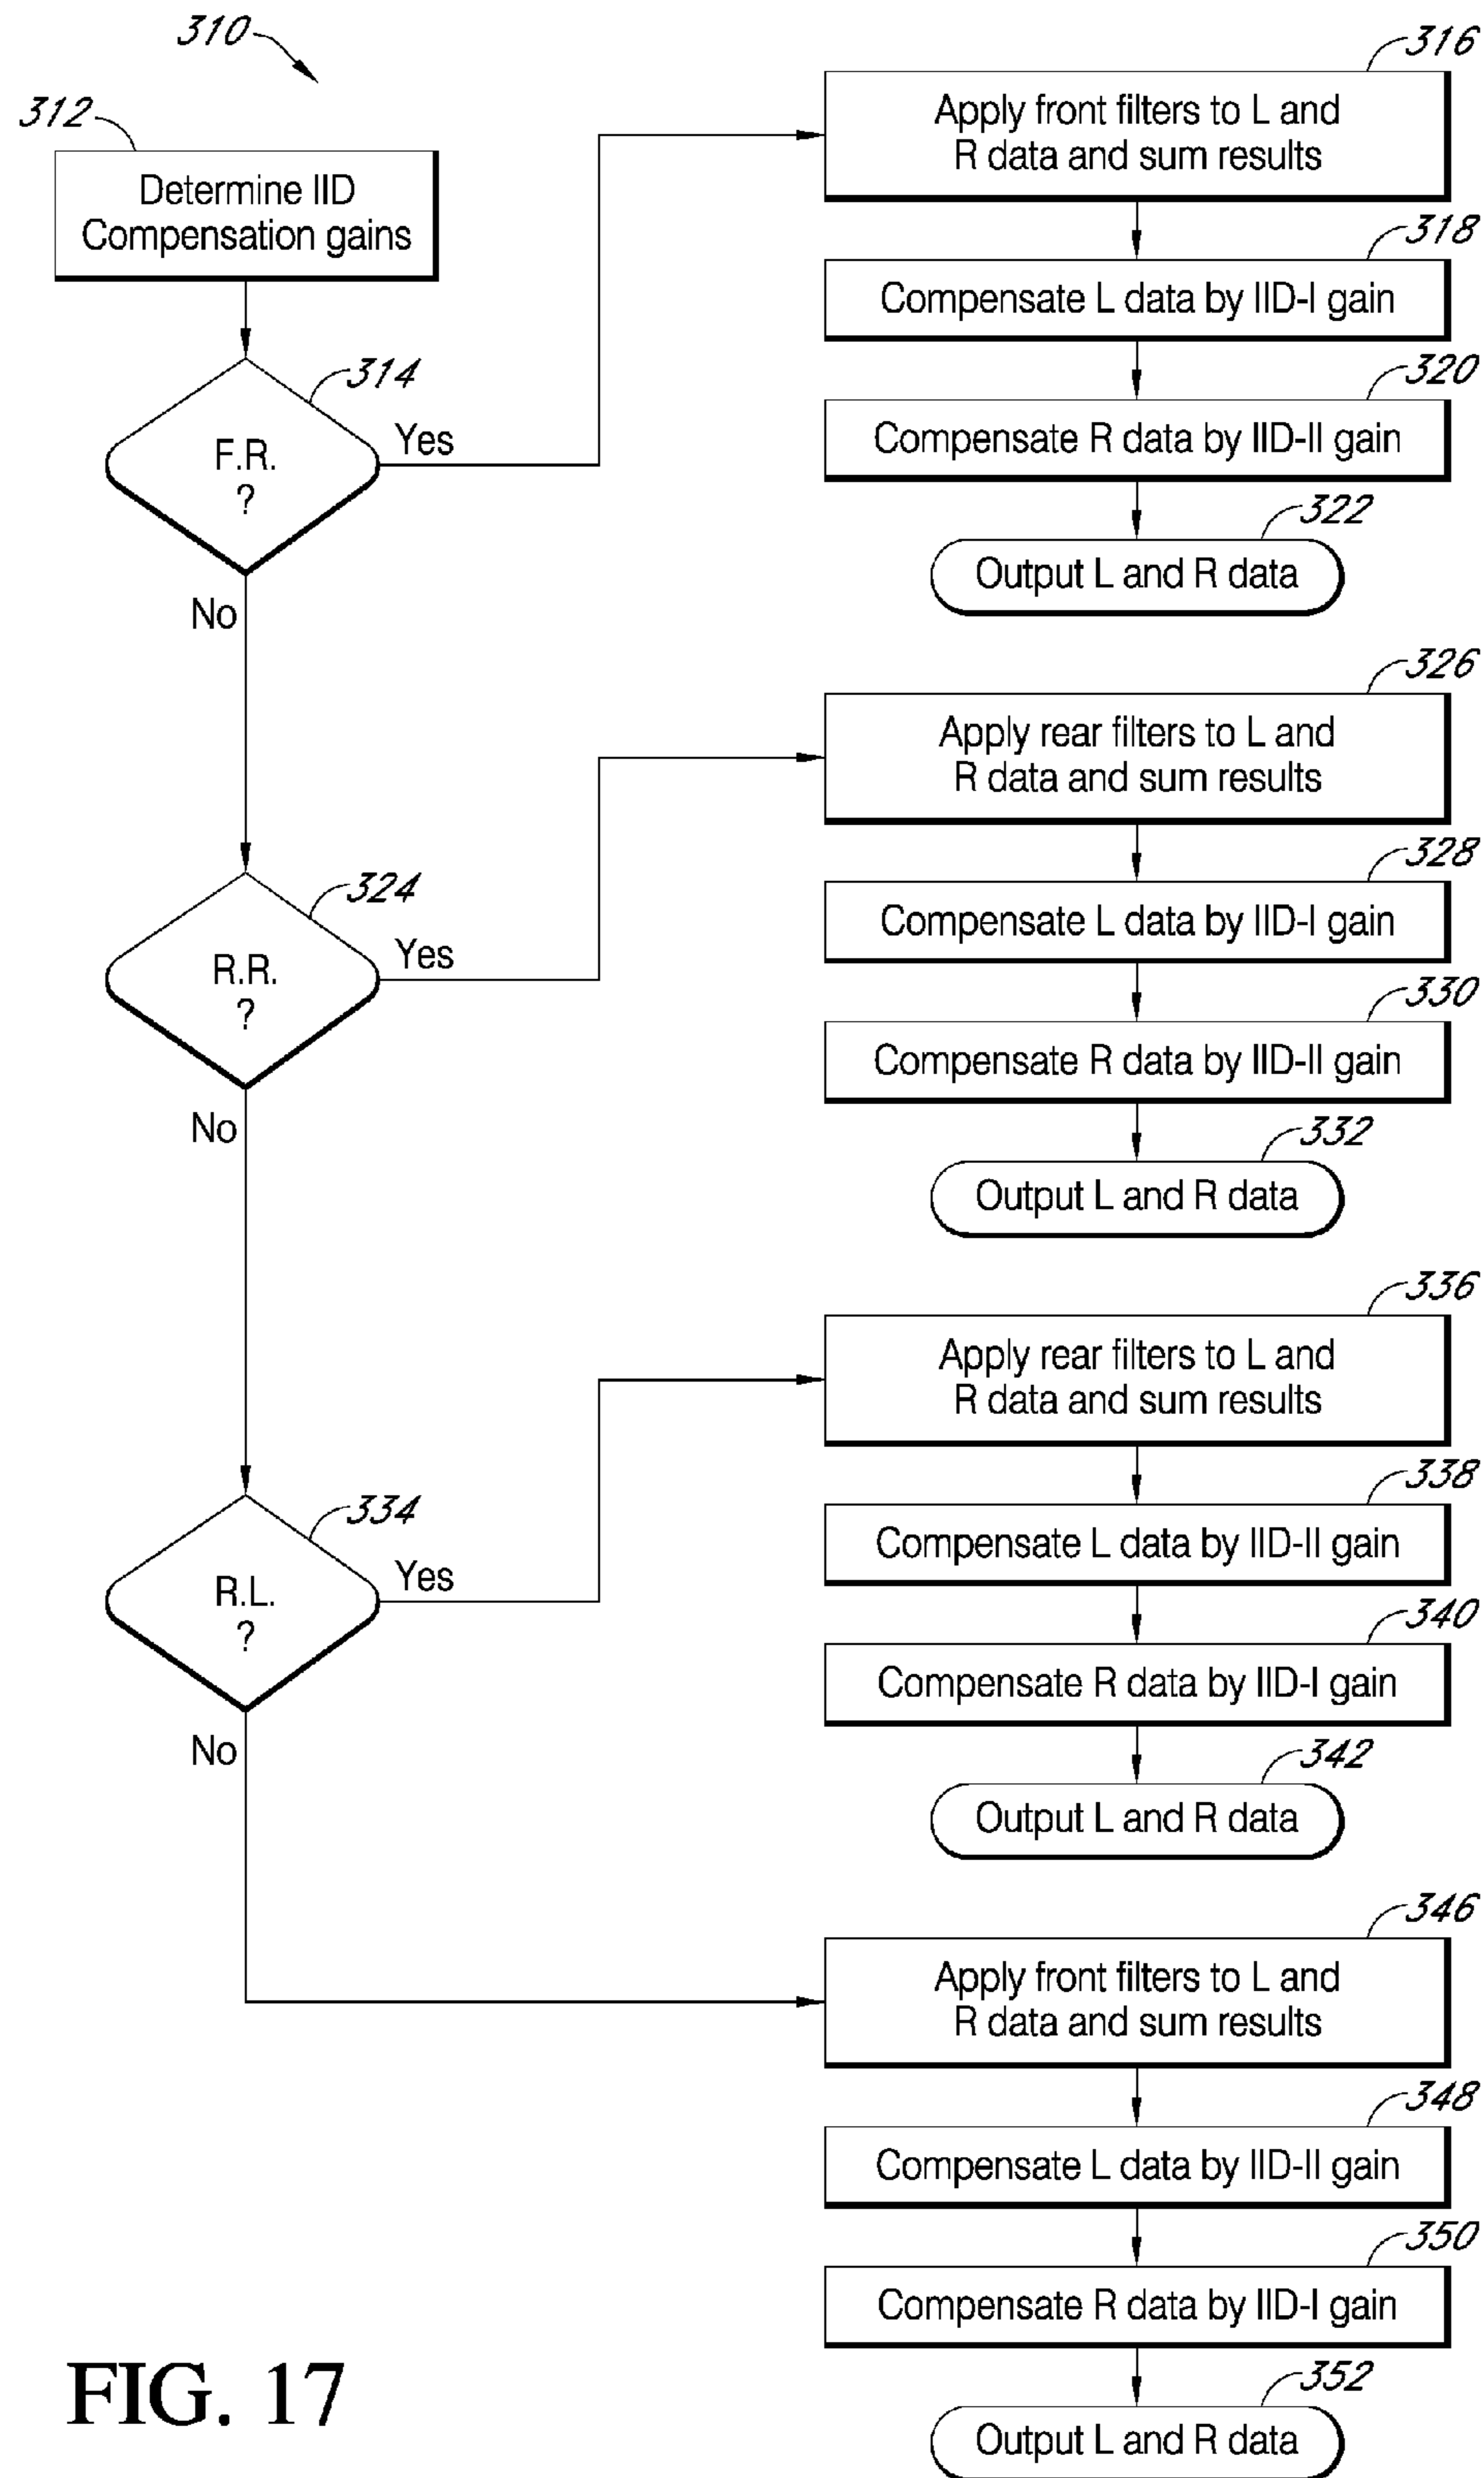 310
312
Determine IID
Compensation gains
314
F.R.
?
Yes
No
316
Apply front filters to L and
R data and sum results
318
Compensate L data by IID-I gain
320
Compensate R data by IID-II gain
322
Output L and R data
324
R.R.
?
Yes
No
326
Apply rear filters to L and
R data and sum results
328
Compensate L data by IID-I gain
330
Compensate R data by IID-II gain
332
Output L and R data
334
R.L.
?
Yes
No
336
Apply rear filters to L and
R data and sum results
338
Compensate L data by IID-II gain
340
Compensate R data by IID-I gain
342
Output L and R data
346
Apply front filters to L and
R data and sum results
348
Compensate L data by IID-II gain
350
Compensate R data by IID-I gain
352
Output L and R data
FIG. 17